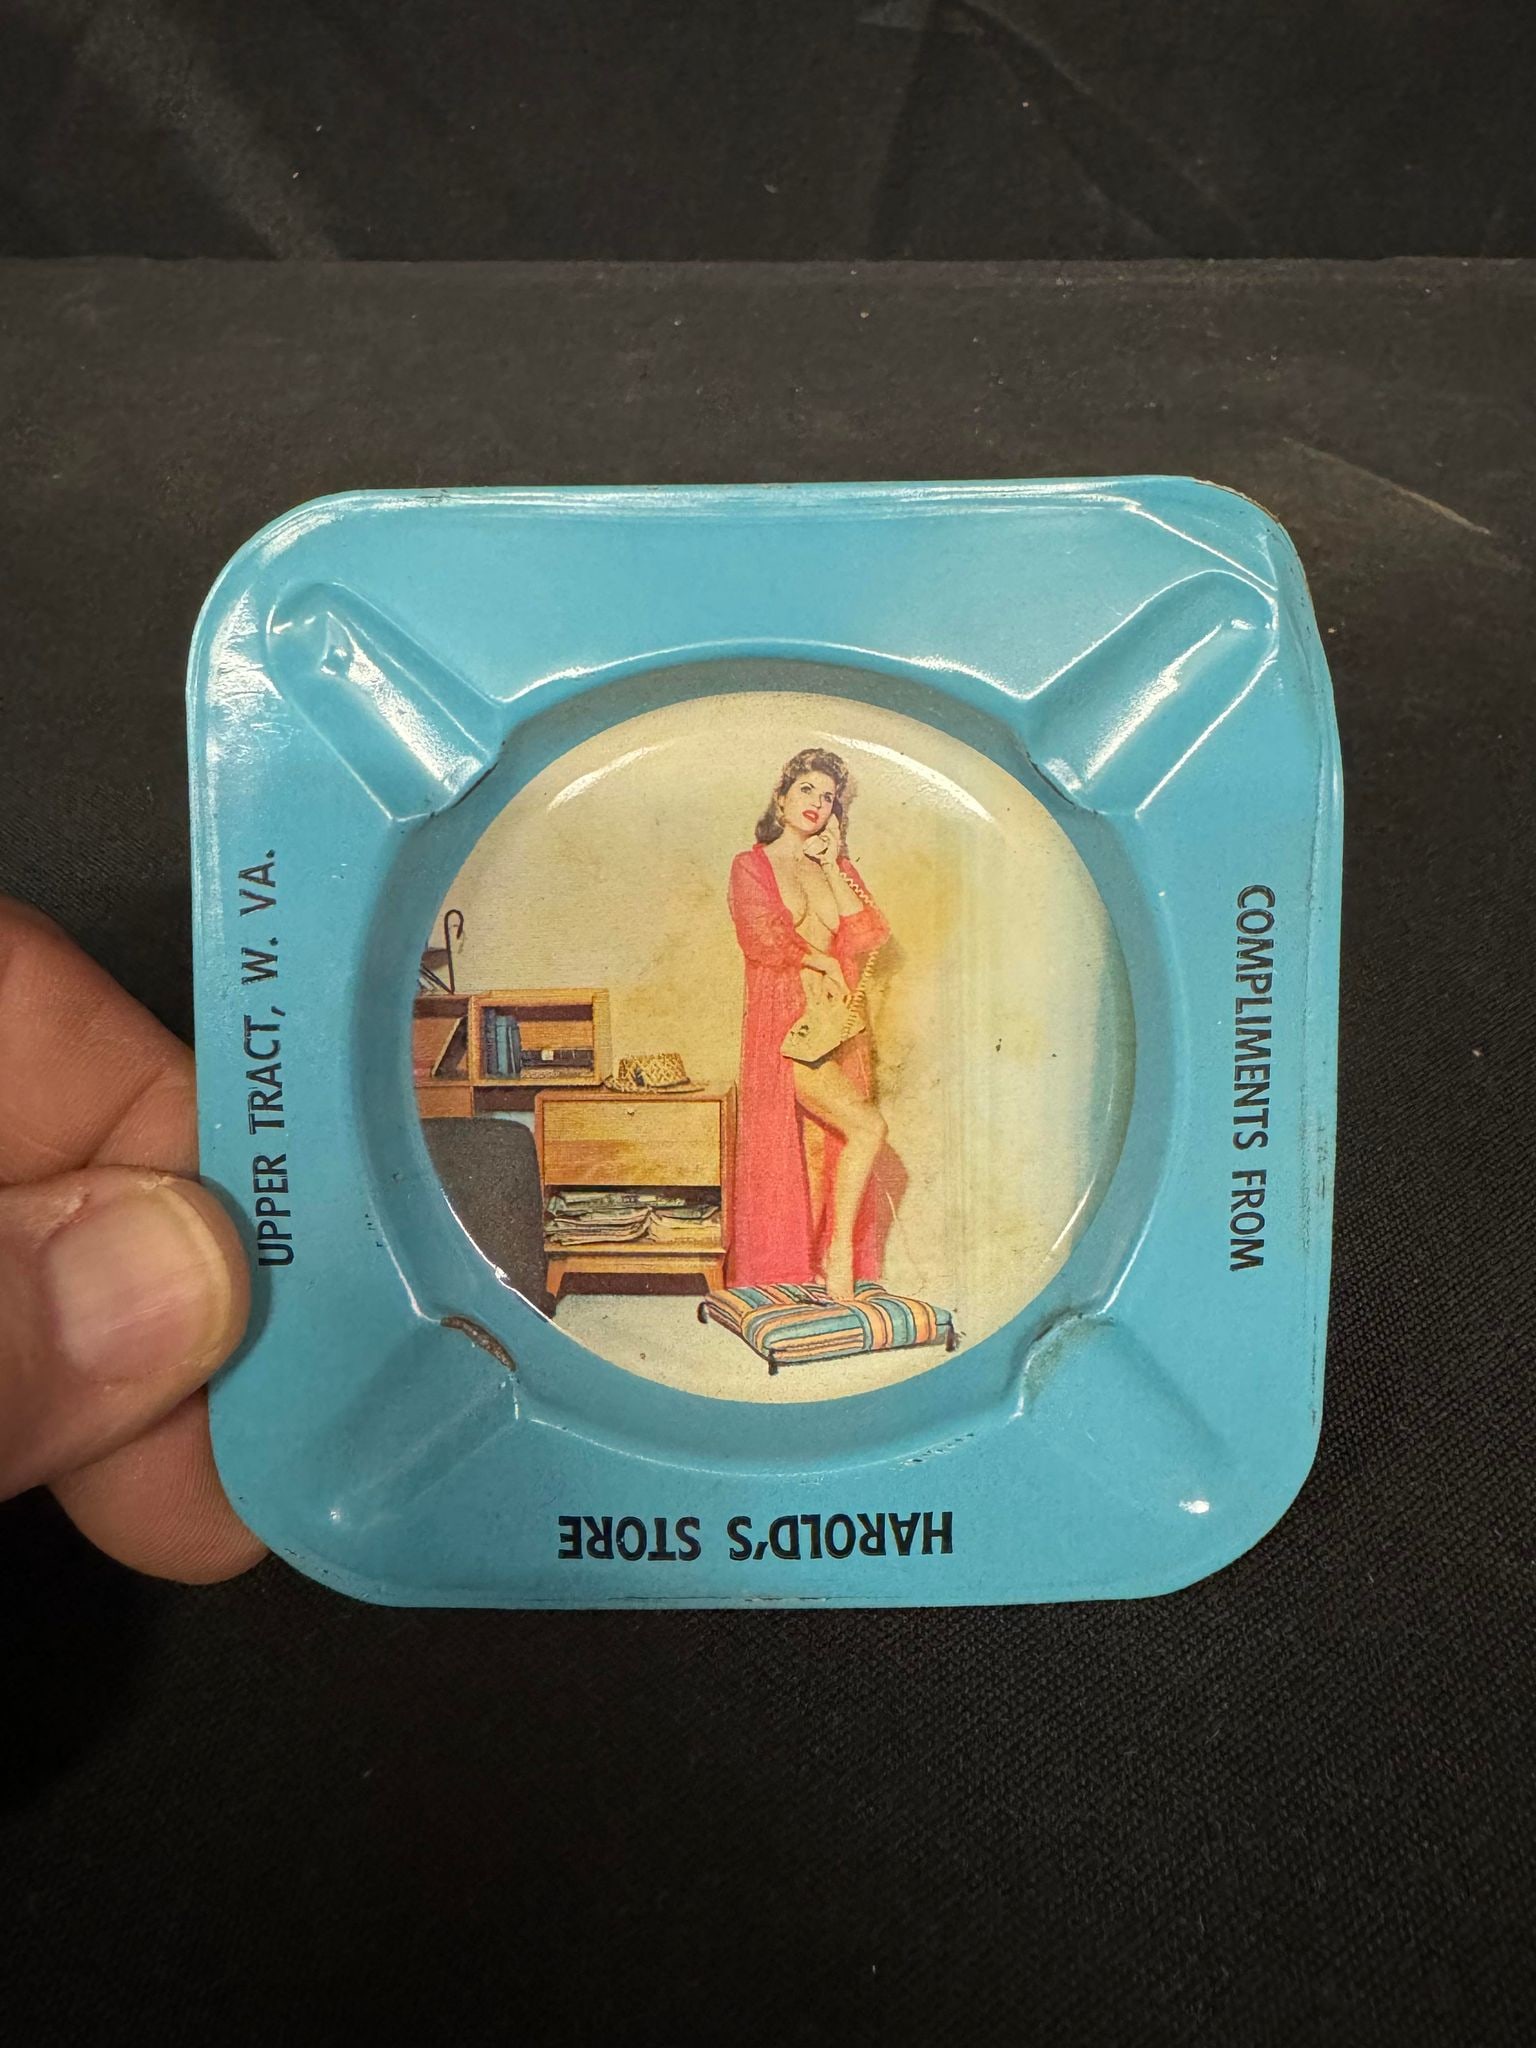 COMPLIMENTS FROM
HAROLD'S STORE
UPPER TRACT, W. VA.